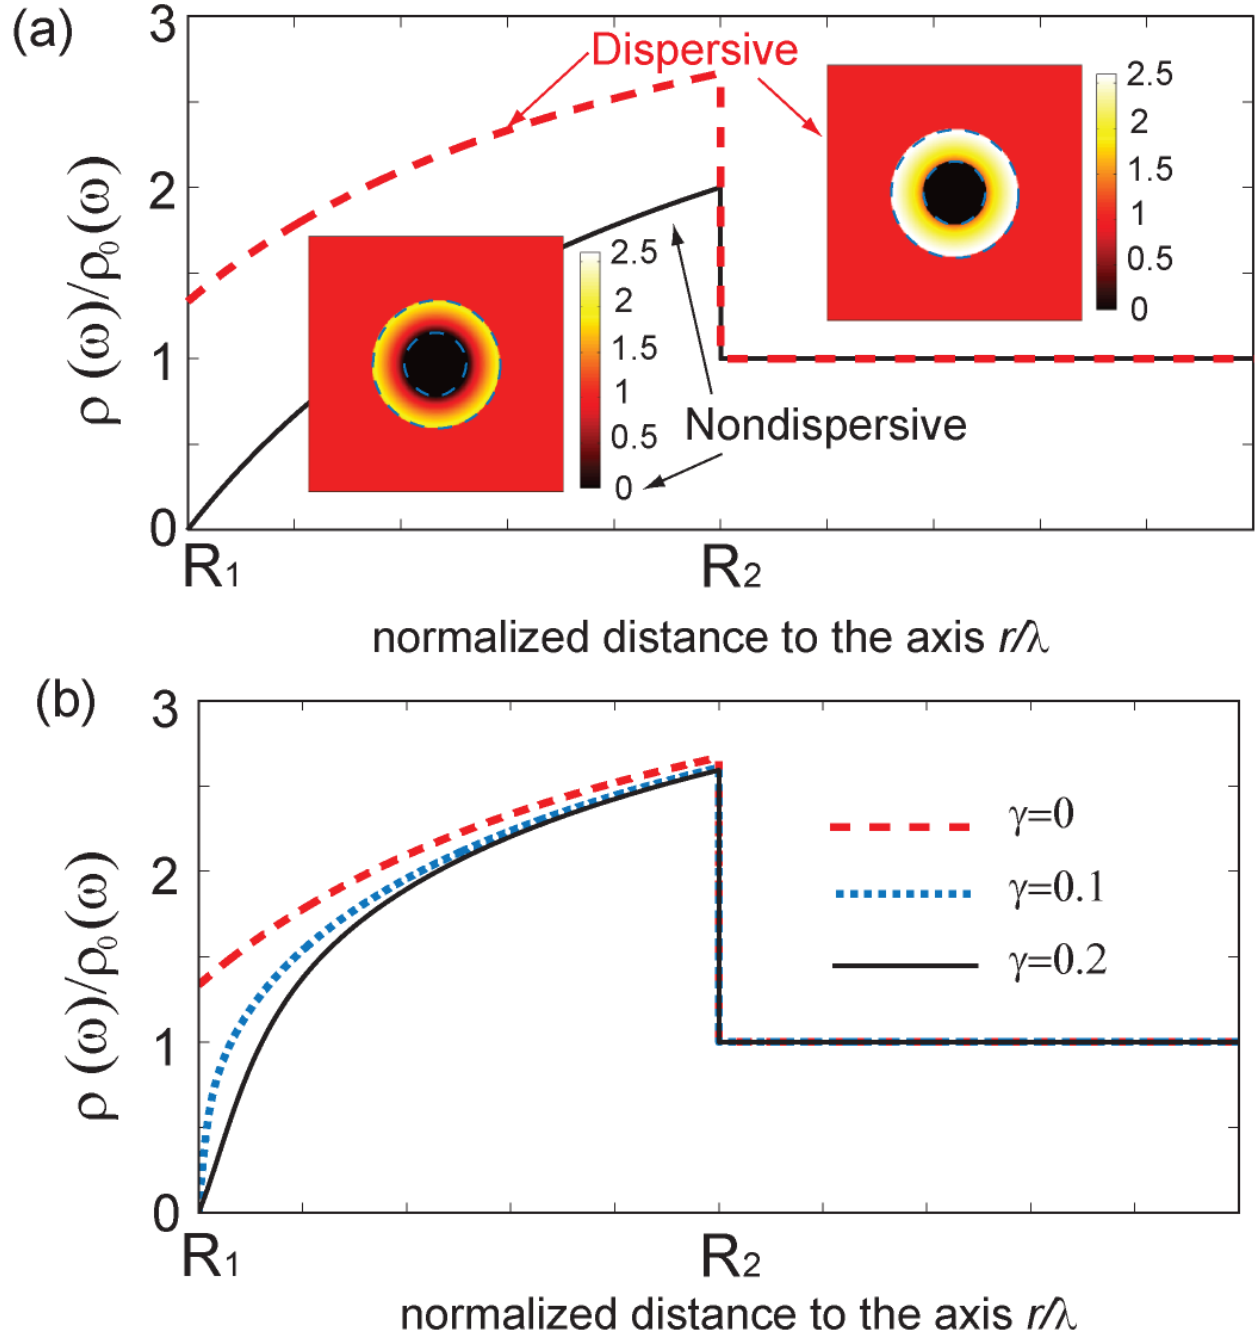 (a)
3
2
1
0
ρ (ω)/ρ₀(ω)
Dispersive
2.5
2
1.5
1
0.5
0
2.5
2
1.5
1
0.5
0
Nondispersive
R₁
R₂
normalized distance to the axis r/λ
(b)
3
2
1
0
ρ (ω)/ρ₀(ω)
γ=0
γ=0.1
γ=0.2
R₁
R₂
normalized distance to the axis r/λ